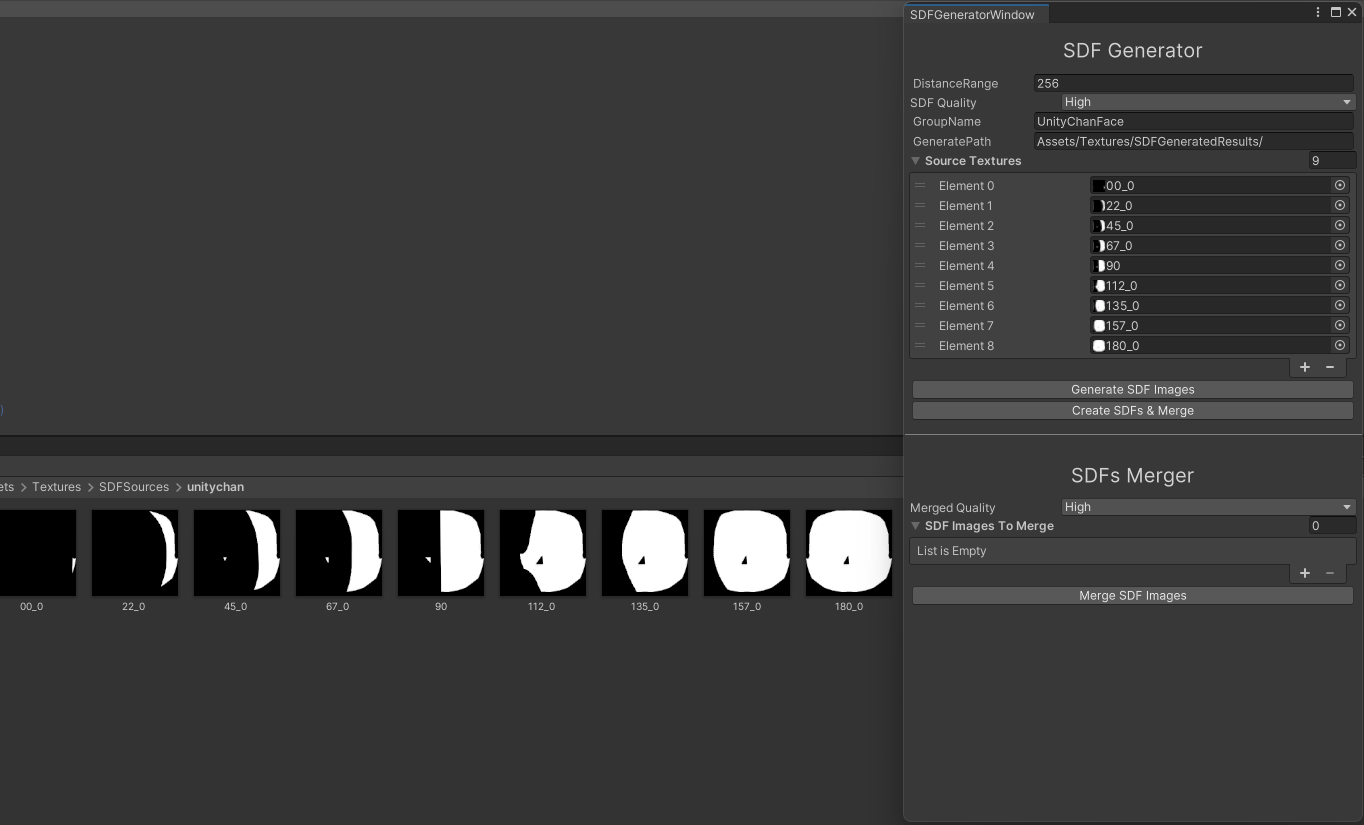 SDFGeneratorWindow
SDF Generator
DistanceRange 256
SDF Quality High
GroupName UnityChanFace
GeneratePath Assets/Textures/SDFGeneratedResults/
Source Textures 9
Element 0 00_0
Element 1 22_0
Element 2 45_0
Element 3 67_0
Element 4 90
Element 5 112_0
Element 6 135_0
Element 7 157_0
Element 8 180_0
+ −
Generate SDF Images
Create SDFs & Merge
)
ets > Textures > SDFSources > unitychan
00_0 22_0 45_0 67_0 90 112_0 135_0 157_0 180_0
SDFs Merger
Merged Quality High
SDF Images To Merge 0
List is Empty
+ −
Merge SDF Images